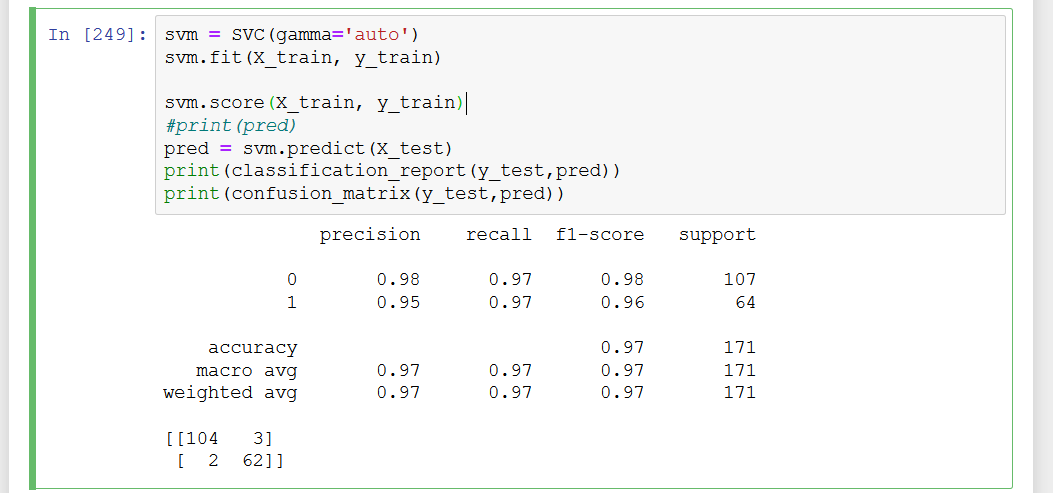 In [249]: svm = SVC(gamma='auto')
svm.fit(X_train, y_train)
svm.score(X_train, y_train)
#print(pred)
pred = svm.predict(X_test)
print(classification_report(y_test,pred))
print(confusion_matrix(y_test,pred))
precision recall f1-score support
0 0.98 0.97 0.98 107
1 0.95 0.97 0.96 64
accuracy 0.97 171
macro avg 0.97 0.97 0.97 171
weighted avg 0.97 0.97 0.97 171
[[104 3]
[ 2 62]]